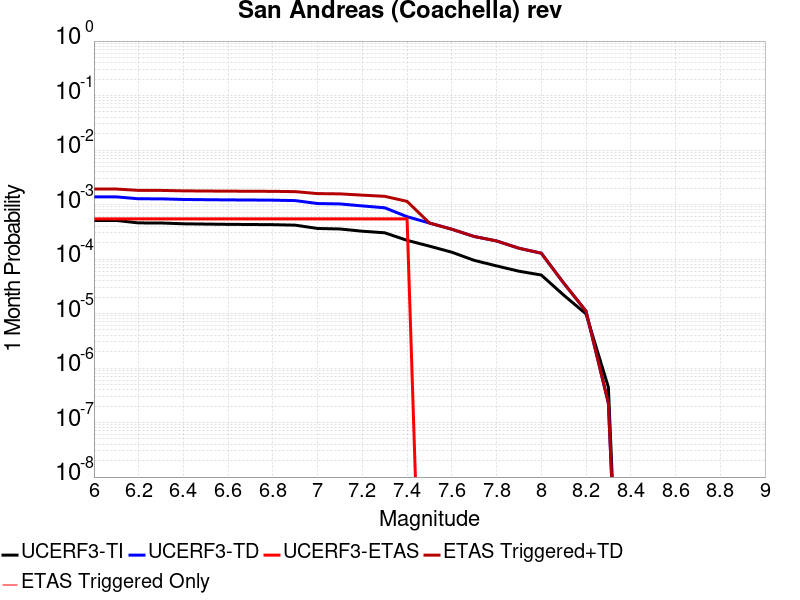 San Andreas (Coachella) rev
10^0
10^-1
10^-2
10^-3
10^-4
10^-5
10^-6
10^-7
10^-8
1 Month Probability
6 6.2 6.4 6.6 6.8 7 7.2 7.4 7.6 7.8 8 8.2 8.4 8.6 8.8 9
Magnitude
UCERF3-TI UCERF3-TD UCERF3-ETAS ETAS Triggered+TD
ETAS Triggered Only